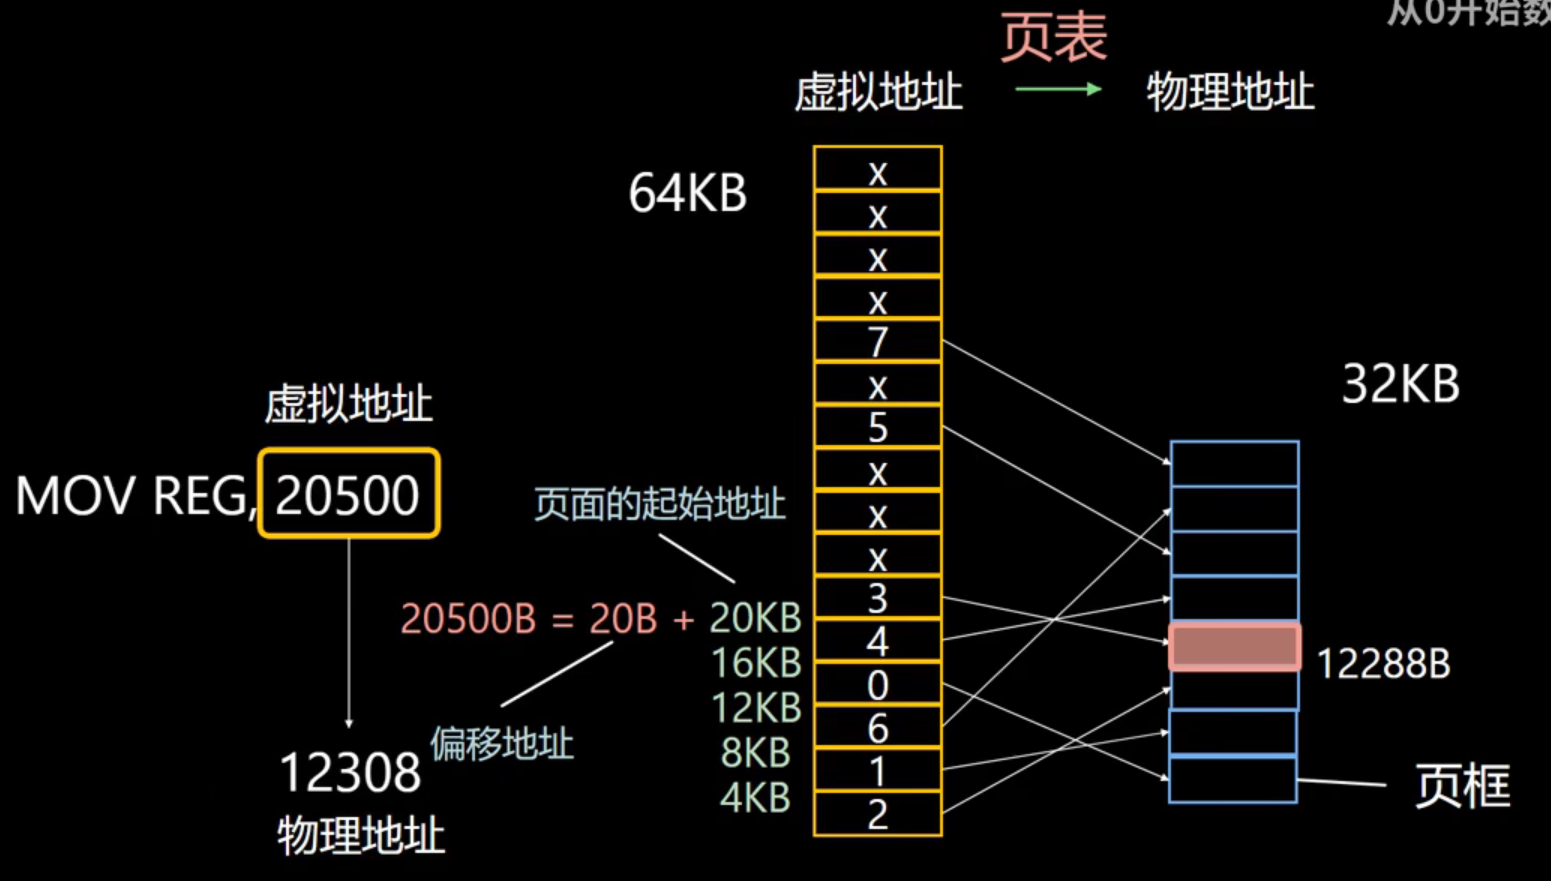 从0开始数
页表
虚拟地址
物理地址
64KB
x
x
x
x
7
x
5
x
x
x
3
4
0
6
1
2
32KB
虚拟地址
MOV REG, 20500
页面的起始地址
20500B = 20B + 20KB
16KB
12KB
8KB
4KB
偏移地址
12308
物理地址
12288B
页框